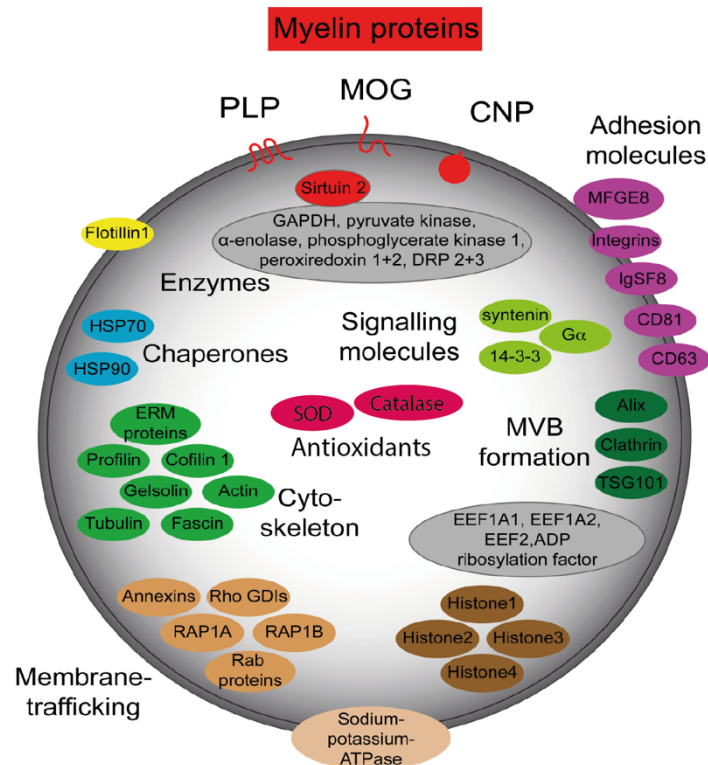 Myelin proteins
PLP
MOG
CNP
Adhesion
molecules
MFGE8
Sirtuin 2
Flotillin1
GAPDH, pyruvate kinase,
α-enolase, phosphoglycerate kinase 1,
peroxiredoxin 1+2, DRP 2+3
Integrins
IgSF8
CD81
CD63
Enzymes
HSP70
HSP90
Chaperones
Signalling
molecules
syntenin
Gα
14-3-3
SOD
Catalase
Antioxidants
MVB
formation
Alix
Clathrin
TSG101
ERM
proteins
Profilin
Cofilin 1
Gelsolin
Actin
Tubulin
Fascin
Cyto-
skeleton
EEF1A1, EEF1A2,
EEF2,ADP
ribosylation factor
Annexins
Rho GDIs
RAP1A
RAP1B
Rab
proteins
Membrane-
trafficking
Histone1
Histone2
Histone3
Histone4
Sodium-
potassium-
ATPase